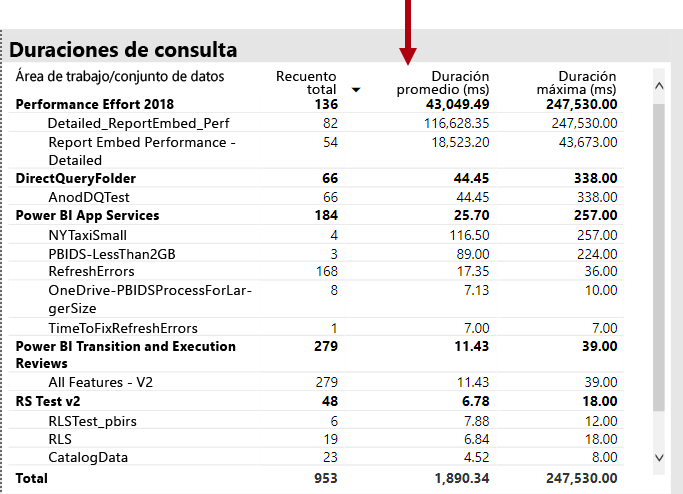 Duraciones de consulta
Área de trabajo/conjunto de datos Recuento total Duración promedio (ms) Duración máxima (ms)
Performance Effort 2018 136 43,049.49 247,530.00
Detailed_ReportEmbed_Perf 82 116,628.35 247,530.00
Report Embed Performance - 54 18,523.20 43,673.00
Detailed
DirectQueryFolder 66 44.45 338.00
AnodDQTest 66 44.45 338.00
Power BI App Services 184 25.70 257.00
NYTaxiSmall 4 116.50 257.00
PBIDS-LessThan2GB 3 89.00 224.00
RefreshErrors 168 17.35 36.00
OneDrive-PBIDSProcessForLar- 8 7.13 10.00
gerSize
TimeToFixRefreshErrors 1 7.00 7.00
Power BI Transition and Execution 279 11.43 39.00
Reviews
All Features - V2 279 11.43 39.00
RS Test v2 48 6.78 18.00
RLSTest_pbirs 6 7.88 12.00
RLS 19 6.84 18.00
CatalogData 23 4.52 8.00
Total 953 1,890.34 247,530.00